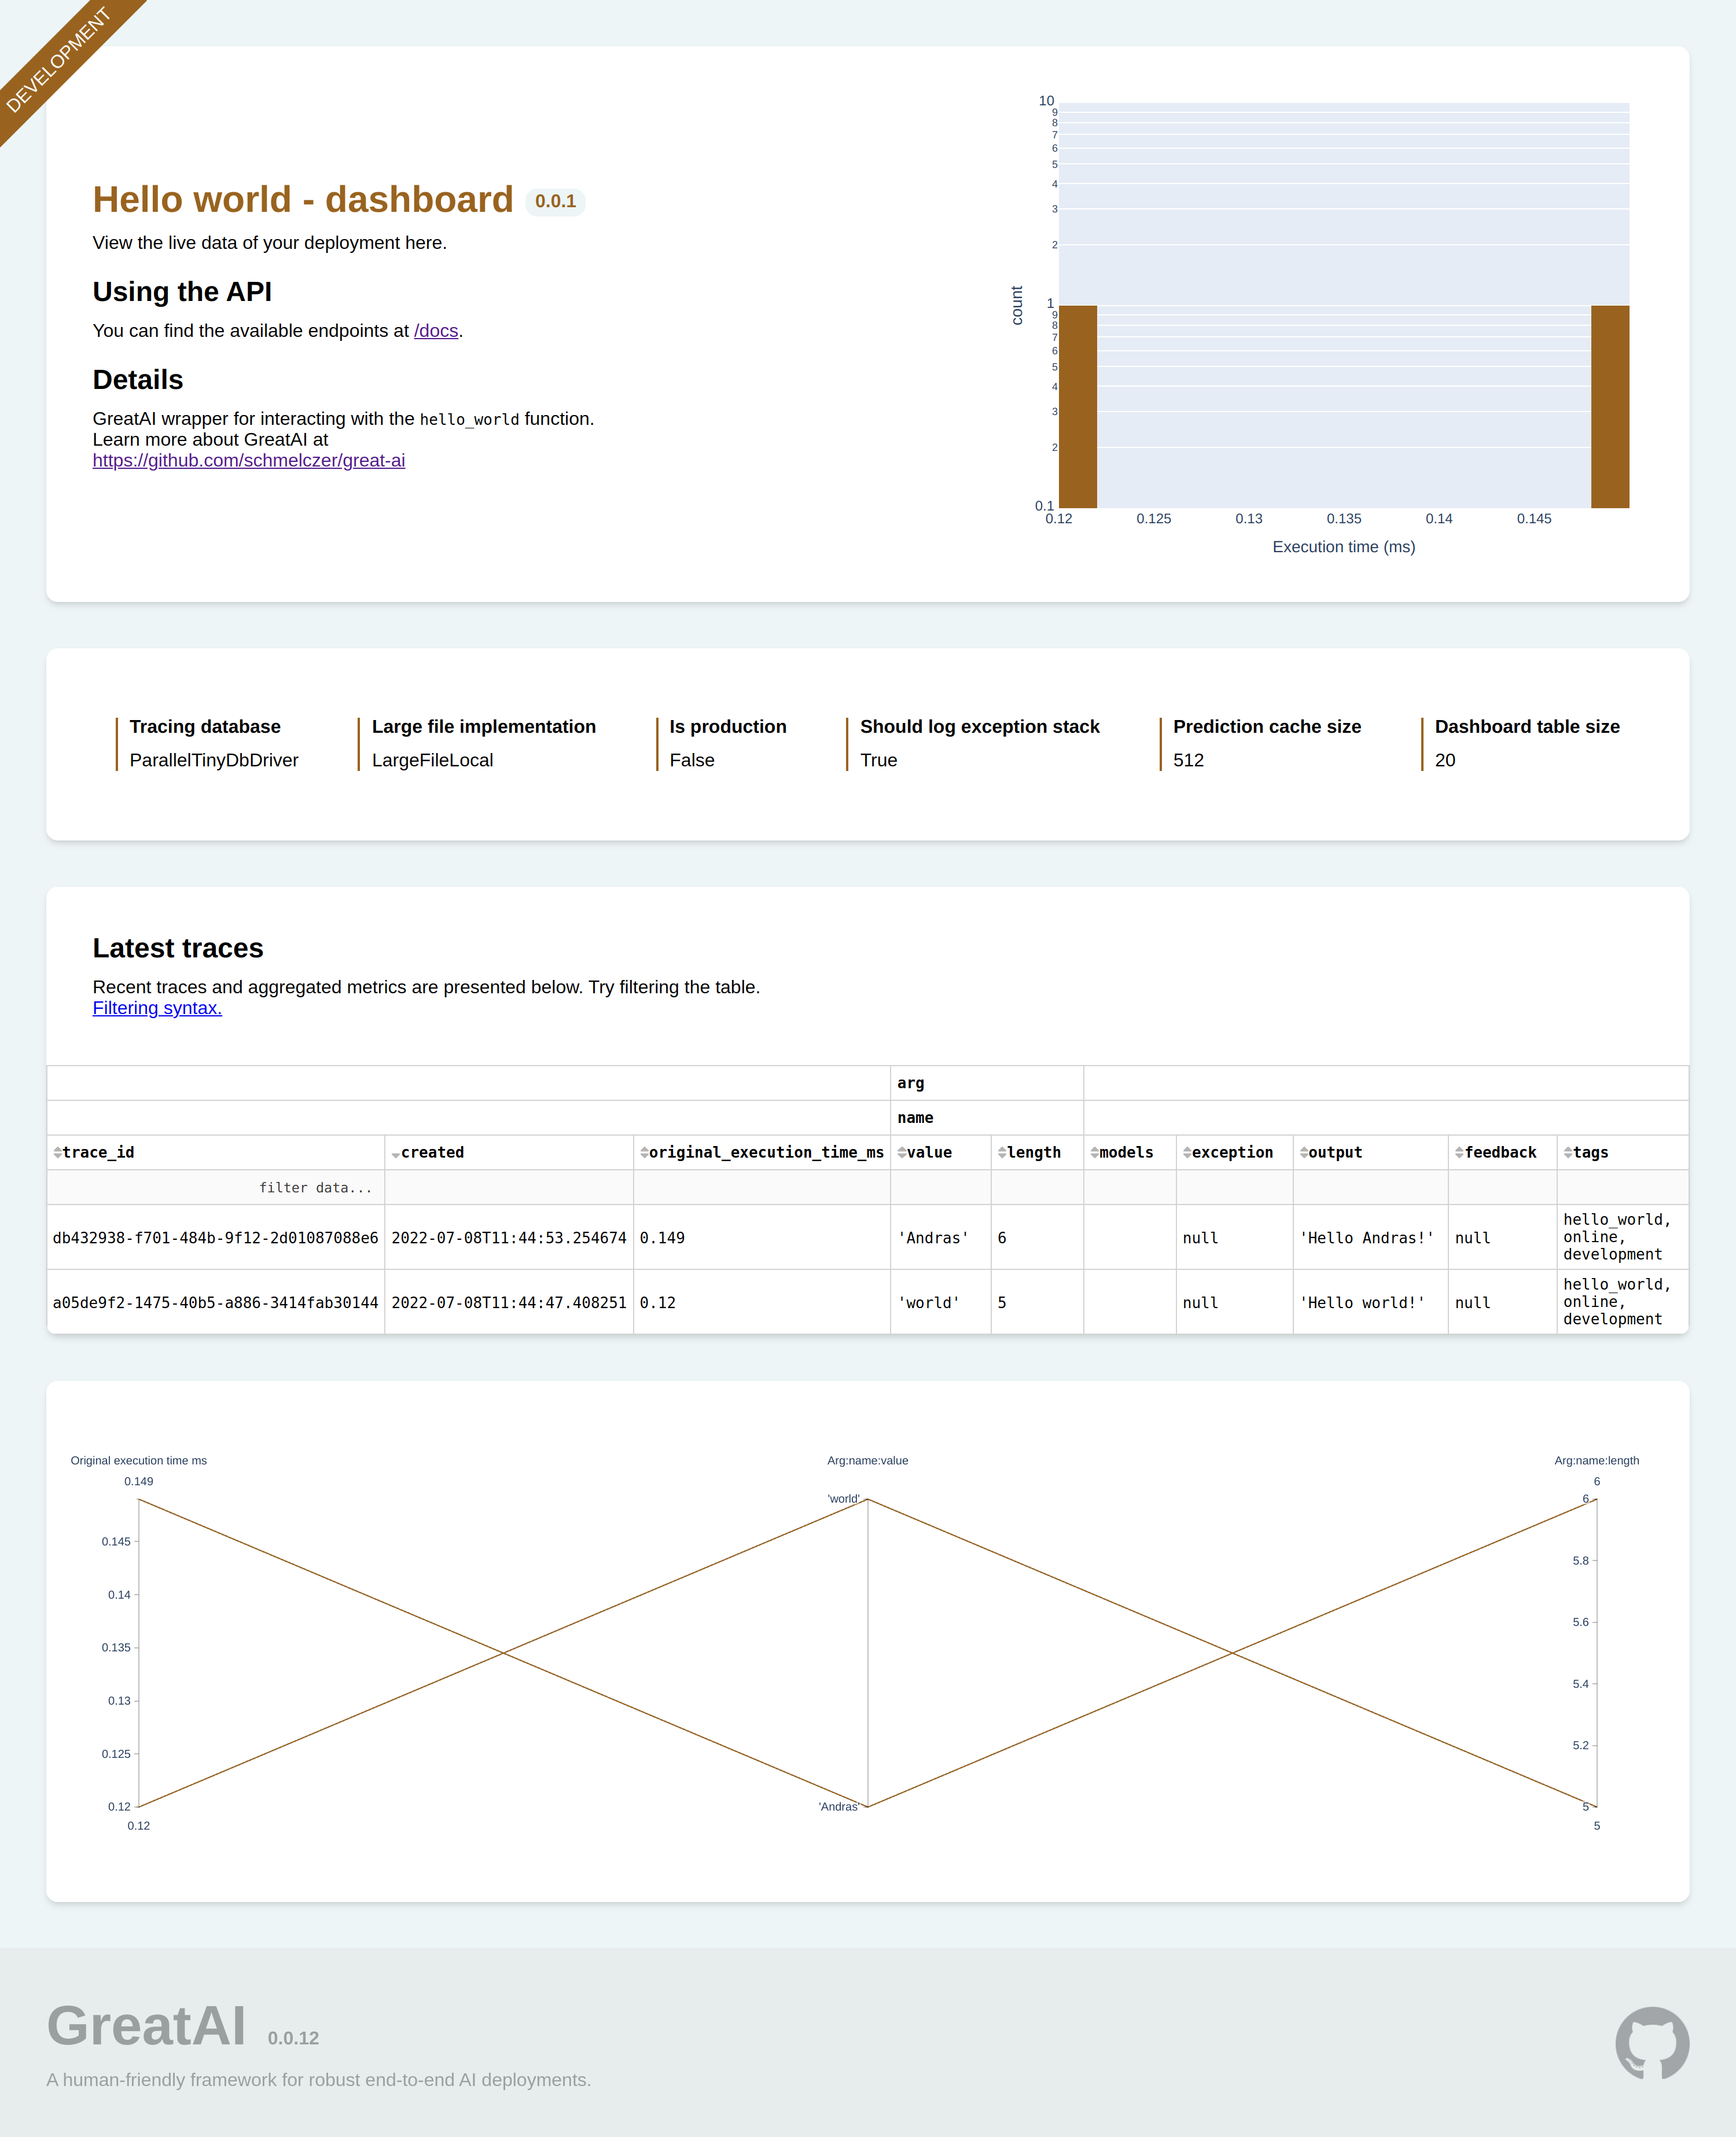 DEVELOPMENT
Hello world - dashboard 0.0.1
View the live data of your deployment here.
Using the API
You can find the available endpoints at /docs.
Details
GreatAI wrapper for interacting with the hello_world function.
Learn more about GreatAI at
https://github.com/schmelczer/great-ai
10
9
8
7
6
5
4
3
2
1
9
8
7
6
5
4
3
2
0.1
count
0.12 0.125 0.13 0.135 0.14 0.145
Execution time (ms)
Tracing database Large file implementation Is production Should log exception stack Prediction cache size Dashboard table size
ParallelTinyDbDriver LargeFileLocal False True 512 20
Latest traces
Recent traces and aggregated metrics are presented below. Try filtering the table.
Filtering syntax.
arg
name
trace_id created original_execution_time_ms value length models exception output feedback tags
filter data...
db432938-f701-484b-9f12-2d01087088e6 2022-07-08T11:44:53.254674 0.149 'Andras' 6 null 'Hello Andras!' null hello_world,
online,
development
a05de9f2-1475-40b5-a886-3414fab30144 2022-07-08T11:44:47.408251 0.12 'world' 5 null 'Hello world!' null hello_world,
online,
development
Original execution time ms Arg:name:value Arg:name:length
0.149 6
'world' 6
0.145
5.8
0.14
5.6
0.135
5.4
0.13
5.2
0.125
0.12 'Andras' 5
0.12 5
GreatAI 0.0.12
A human-friendly framework for robust end-to-end AI deployments.